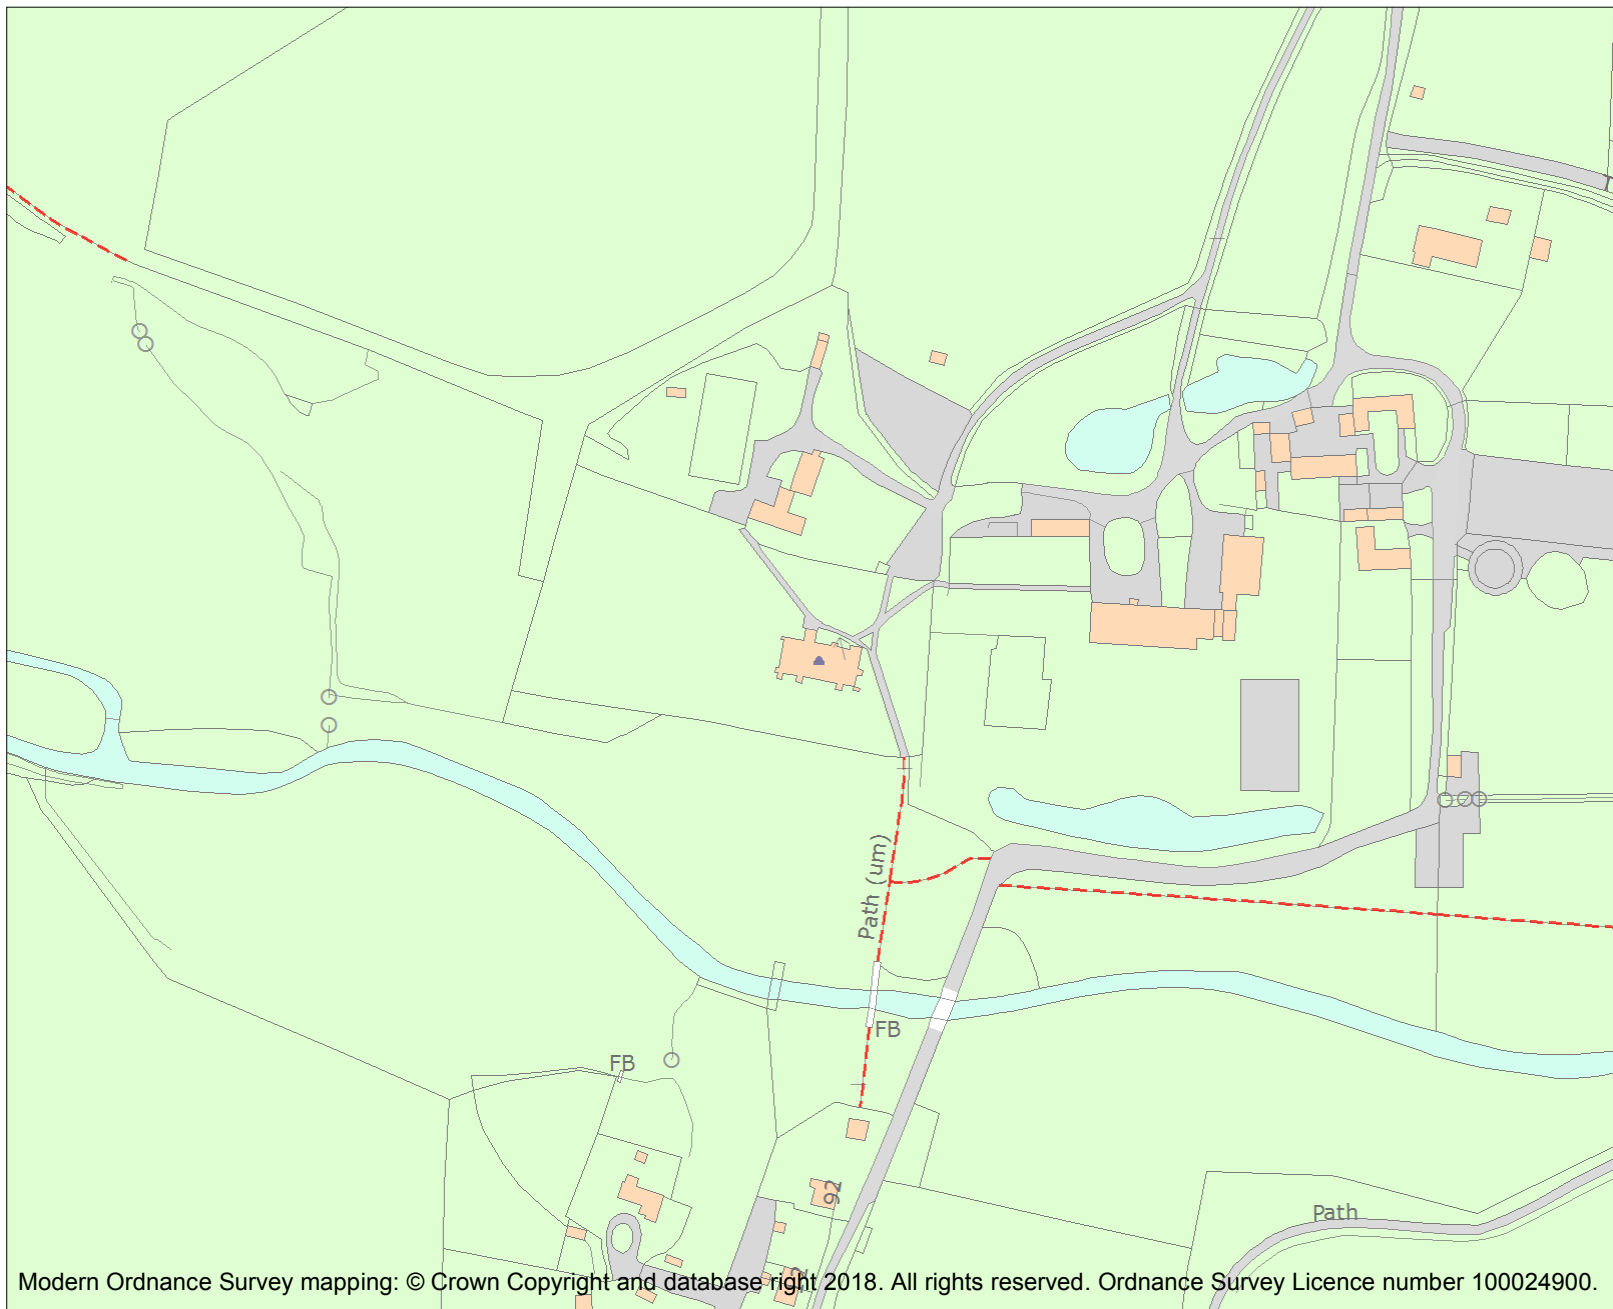 Path (um)
FB
FB
92
Path
Modern Ordnance Survey mapping: © Crown Copyright and database right 2018. All rights reserved. Ordnance Survey Licence number 100024900.